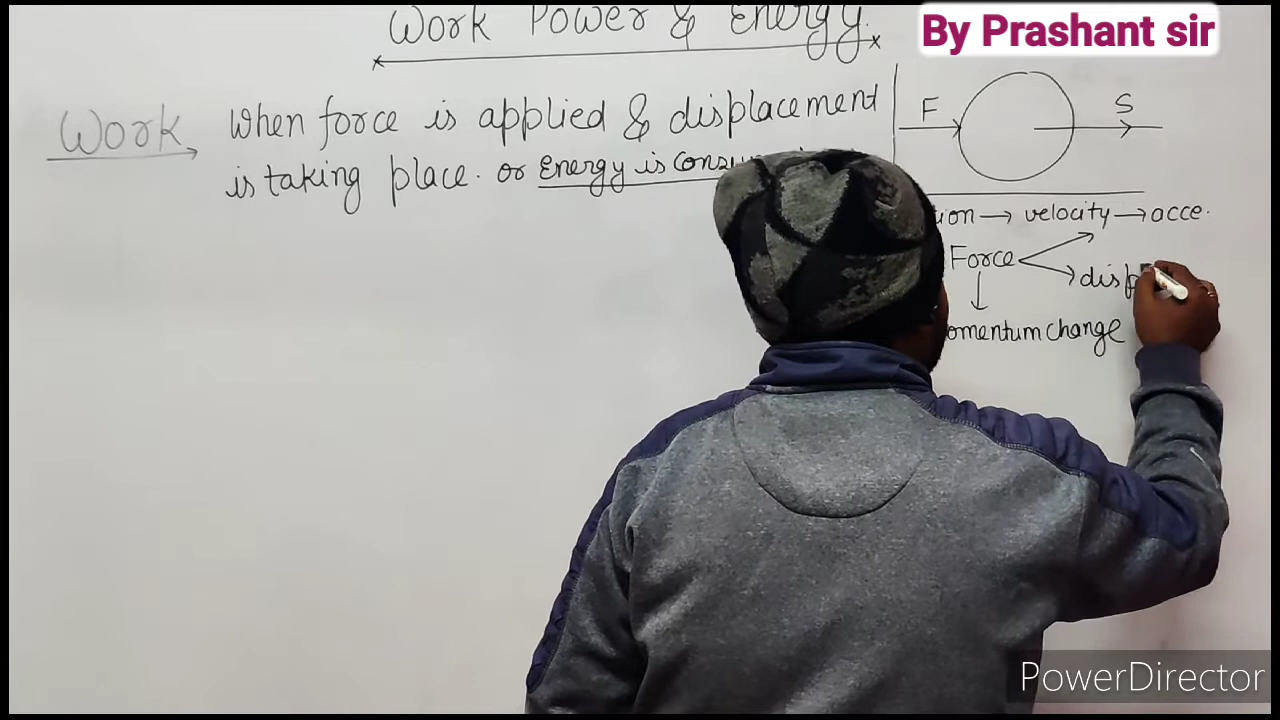 Work Power & Energy.
By Prashant sir
Work When force is applied & displacement
is taking place. or Energy is
F S
velocity → acce.
Force
change
PowerDirector